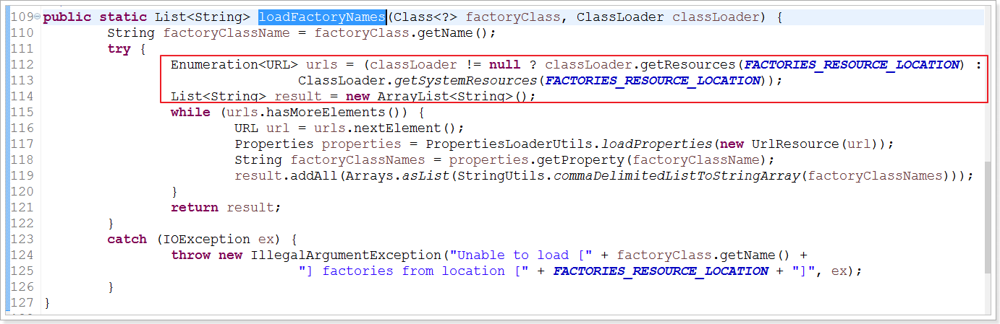 109 public static List<String> loadFactoryNames(Class<?> factoryClass, ClassLoader classLoader) {
110 String factoryClassName = factoryClass.getName();
111 try {
112 Enumeration<URL> urls = (classLoader != null ? classLoader.getResources(FACTORIES_RESOURCE_LOCATION) :
113 ClassLoader.getSystemResources(FACTORIES_RESOURCE_LOCATION));
114 List<String> result = new ArrayList<String>();
115 while (urls.hasMoreElements()) {
116 URL url = urls.nextElement();
117 Properties properties = PropertiesLoaderUtils.loadProperties(new UrlResource(url));
118 String factoryClassNames = properties.getProperty(factoryClassName);
119 result.addAll(Arrays.asList(StringUtils.commaDelimitedListToStringArray(factoryClassNames)));
120 }
121 return result;
122 }
123 catch (IOException ex) {
124 throw new IllegalArgumentException("Unable to load [" + factoryClass.getName() +
125 "] factories from location [" + FACTORIES_RESOURCE_LOCATION + "]", ex);
126 }
127 }